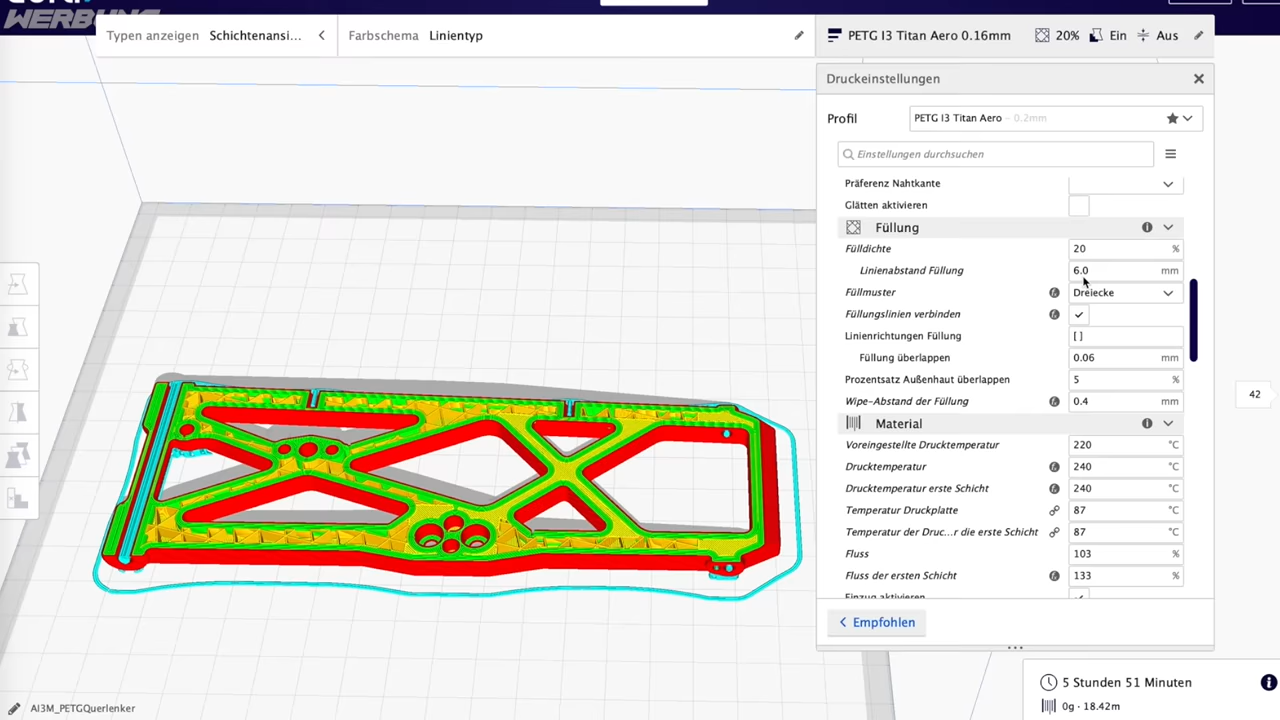 WERBUNG
Typen anzeigen Schichtenansi...
Farbschema Linientyp
PETG I3 Titan Aero 0.16mm 20% Ein Aus
Druckeinstellungen
Profil PETG I3 Titan Aero - 0.2mm
Einstellungen durchsuchen
Präferenz Nahtkante
Glätten aktivieren
Füllung
Fülldichte 20 %
Linienabstand Füllung 6.0 mm
Füllmuster Dreiecke
Füllungslinien verbinden
Linienrichtungen Füllung [ ]
Füllung überlappen 0.06 mm
Prozentsatz Außenhaut überlappen 5 %
Wipe-Abstand der Füllung 0.4 mm
Material
Voreingestellte Drucktemperatur 220 °C
Drucktemperatur 240 °C
Drucktemperatur erste Schicht 240 °C
Temperatur Druckplatte 87 °C
Temperatur der Druc...r die erste Schicht 87 °C
Fluss 103 %
Fluss der ersten Schicht 133 %
Einzug aktivieren
Empfohlen
42
5 Stunden 51 Minuten
0g · 18.42m
AI3M_PETGQuerlenker